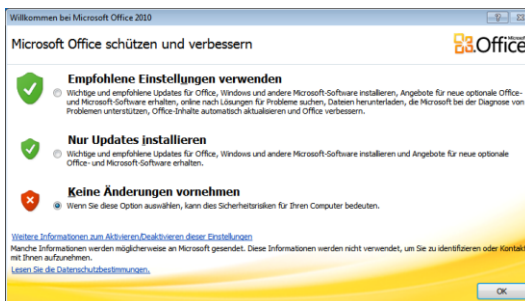 Willkommen bei Microsoft Office 2010
Microsoft Office schützen und verbessern
Microsoft
Office
Empfohlene Einstellungen verwenden
Wichtige und empfohlene Updates für Office, Windows und andere Microsoft-Software installieren, Angebote für neue optionale Office-
und Microsoft-Software erhalten, online nach Lösungen für Probleme suchen, Dateien herunterladen, die Microsoft bei der Diagnose von
Problemen unterstützen, Office-Inhalte automatisch aktualisieren und Office verbessern.
Nur Updates installieren
Wichtige und empfohlene Updates für Office, Windows und andere Microsoft-Software installieren und Angebote für neue optionale
Office- und Microsoft-Software erhalten.
Keine Änderungen vornehmen
Wenn Sie diese Option auswählen, kann dies Sicherheitsrisiken für Ihren Computer bedeuten.
Weitere Informationen zum Aktivieren/Deaktivieren dieser Einstellungen
Manche Informationen werden möglicherweise an Microsoft gesendet. Diese Informationen werden nicht verwendet, um Sie zu identifizieren oder Kontakt
mit Ihnen aufzunehmen.
Lesen Sie die Datenschutzbestimmungen.
OK